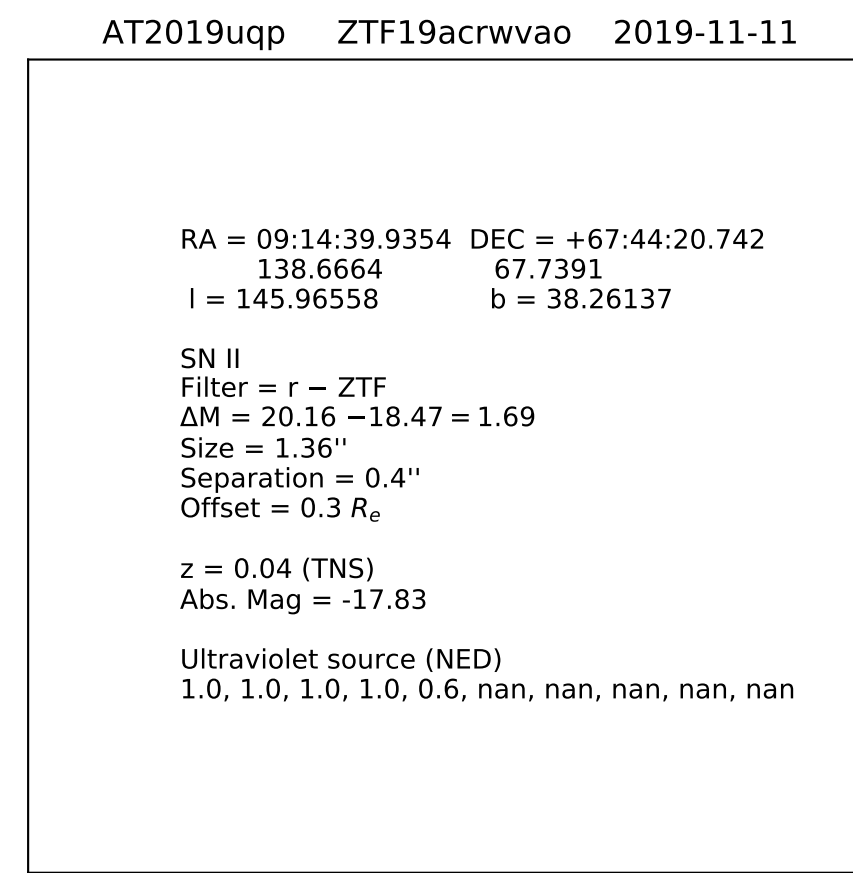 AT2019uqp ZTF19acrwvao 2019-11-11
RA = 09:14:39.9354 DEC = +67:44:20.742
138.6664 67.7391
l = 145.96558 b = 38.26137
SN II
Filter = r − ZTF
ΔM = 20.16 −18.47 = 1.69
Size = 1.36''
Separation = 0.4''
Offset = 0.3 Rₑ
z = 0.04 (TNS)
Abs. Mag = -17.83
Ultraviolet source (NED)
1.0, 1.0, 1.0, 1.0, 0.6, nan, nan, nan, nan, nan